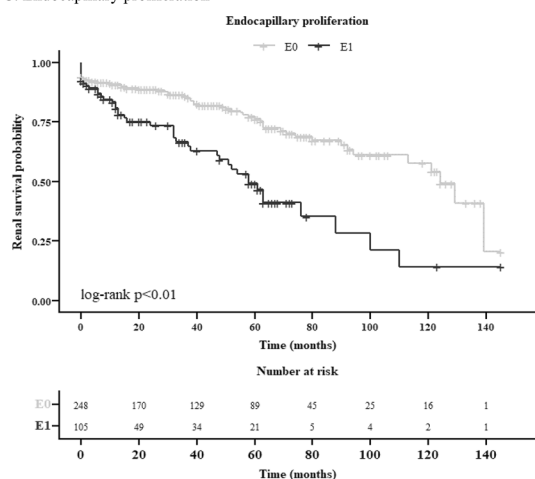 Endocapillary proliferation
E0 E1
1.00
0.75
0.50
0.25
0.00
Renal survival probability
log-rank p<0.01
0 20 40 60 80 100 120 140
Time (months)
Number at risk
E0 248 170 129 89 45 25 16 1
E1 105 49 34 21 5 4 2 1
0 20 40 60 80 100 120 140
Time (months)